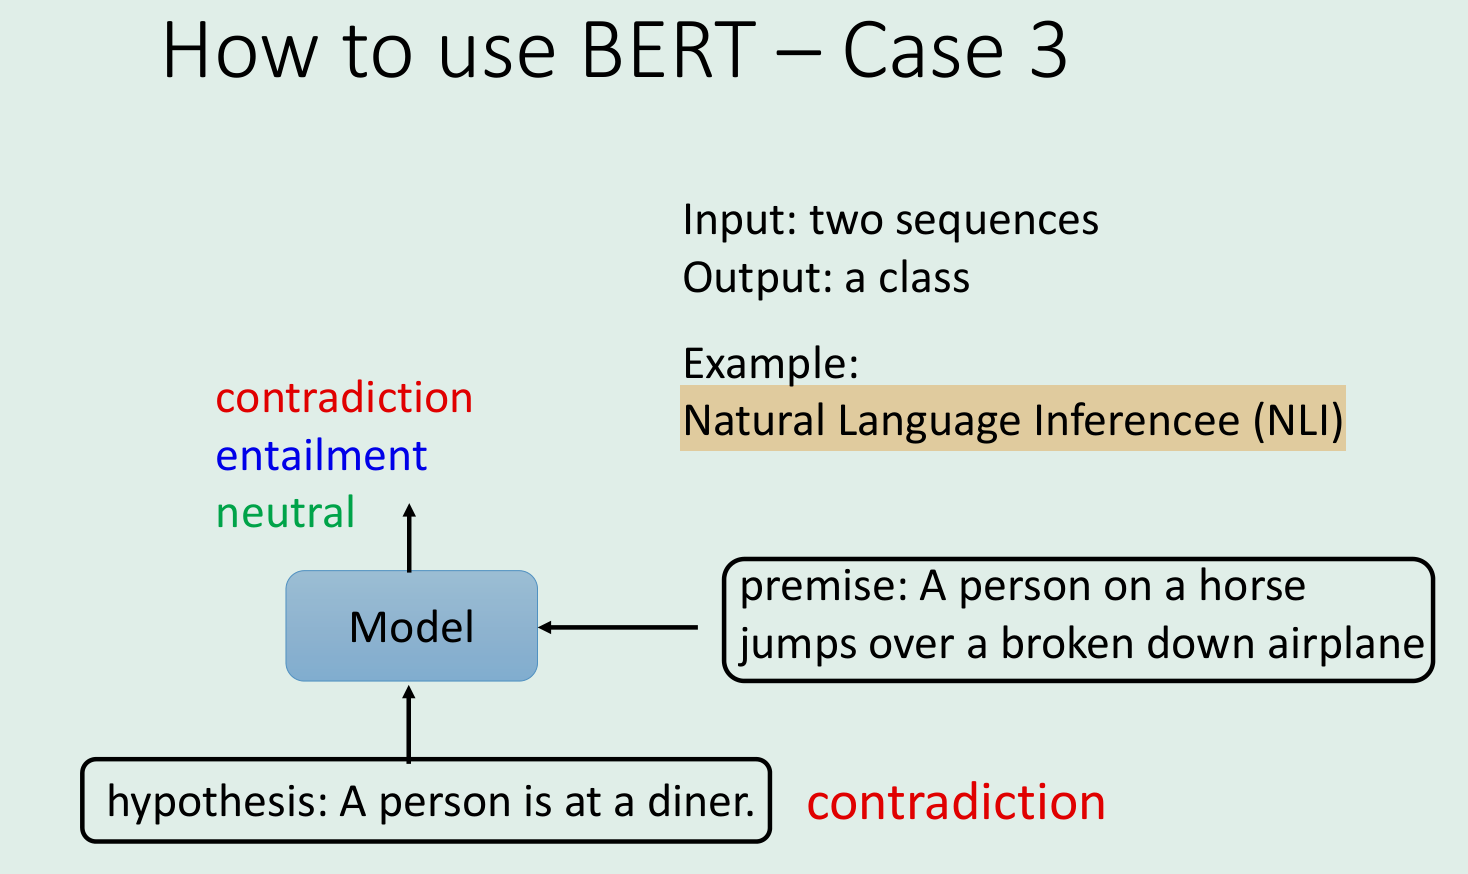 How to use BERT – Case 3
Input: two sequences
Output: a class
Example:
Natural Language Inferencee (NLI)
contradiction
entailment
neutral
Model
premise: A person on a horse
jumps over a broken down airplane
hypothesis: A person is at a diner.
contradiction